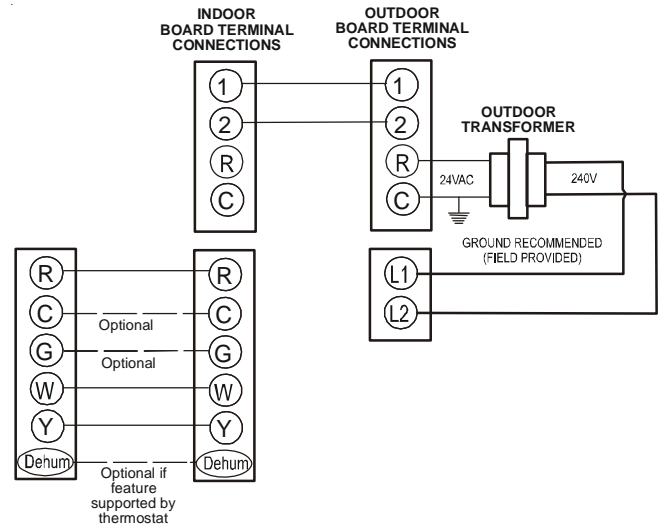 INDOOR
BOARD TERMINAL
CONNECTIONS
OUTDOOR
BOARD TERMINAL
CONNECTIONS
1
2
R
C
1
2
R
C
OUTDOOR
TRANSFORMER
24VAC
240V
GROUND RECOMMENDED
(FIELD PROVIDED)
L1
L2
R
R
C
Optional
C
G
Optional
G
W
W
Y
Y
Dehum
Dehum
Optional if
feature
supported by
thermostat